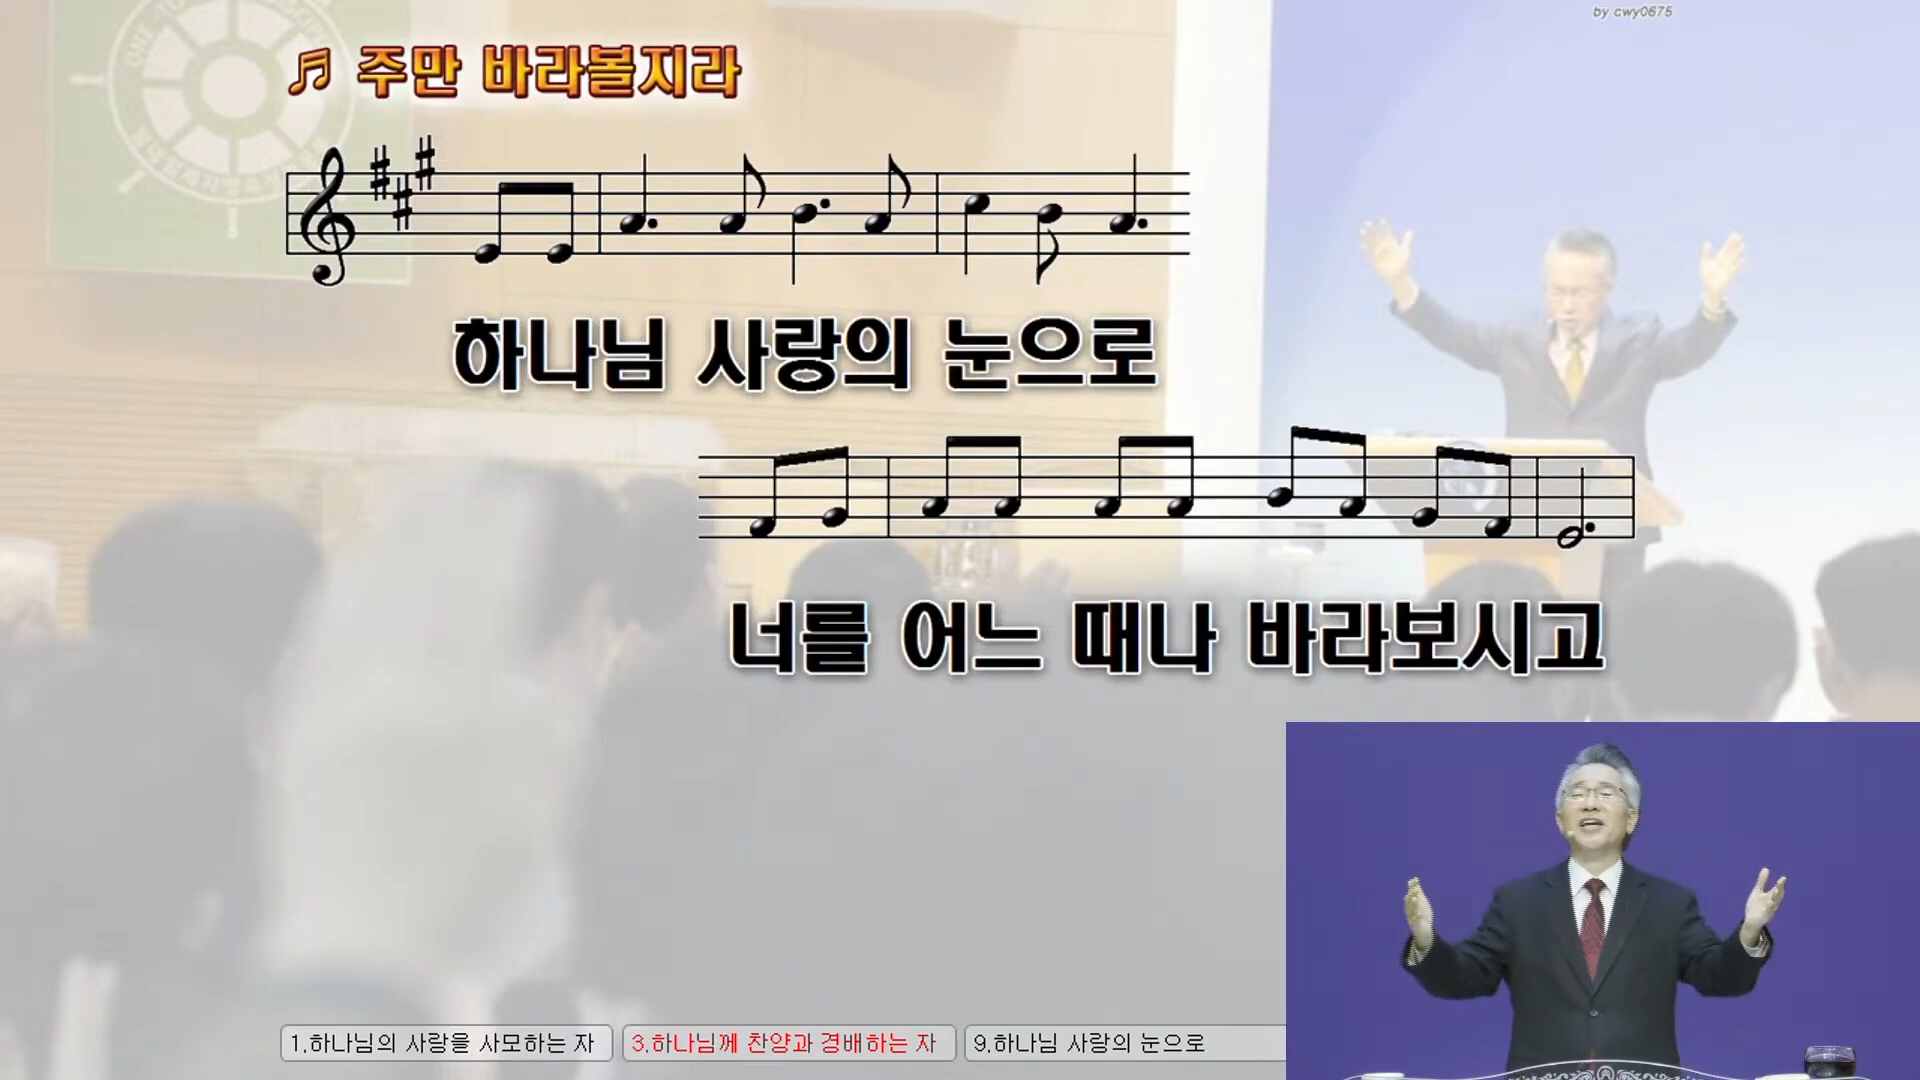 by cwy0675
주만 바라볼지라
하나님 사랑의 눈으로
너를 어느 때나 바라보시고
1.하나님의 사랑을 사모하는 자
3.하나님께 찬양과 경배하는 자
9.하나님 사랑의 눈으로